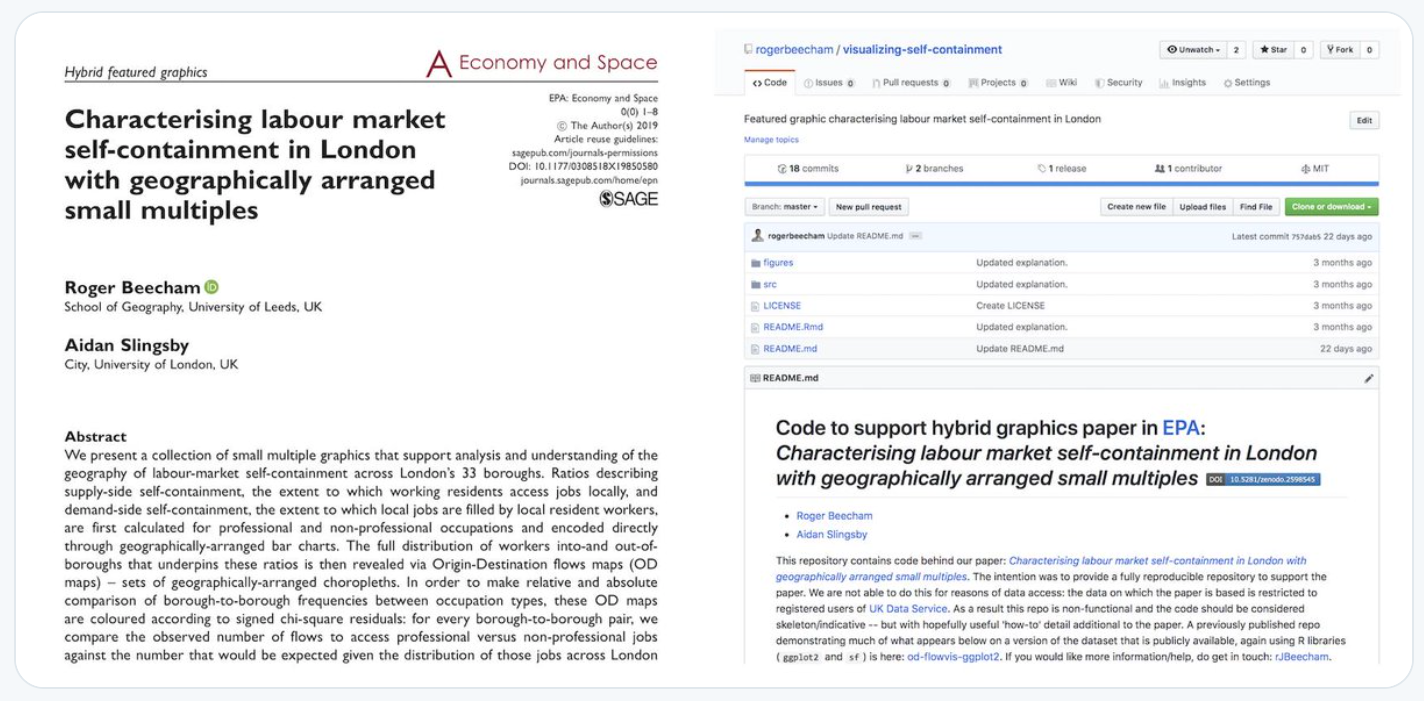 Hybrid featured graphics
A Economy and Space
Characterising labour market
self-containment in London
with geographically arranged
small multiples
EPA: Economy and Space
0(0) 1–8
© The Author(s) 2019
Article reuse guidelines:
sagepub.com/journals-permissions
DOI: 10.1177/0308518X19850580
journals.sagepub.com/home/epn
SAGE
Roger Beecham
School of Geography, University of Leeds, UK
Aidan Slingsby
City, University of London, UK
Abstract
We present a collection of small multiple graphics that support analysis and understanding of the
geography of labour-market self-containment across London's 33 boroughs. Ratios describing
supply-side self-containment, the extent to which working residents access jobs locally, and
demand-side self-containment, the extent to which local jobs are filled by local resident workers,
are first calculated for professional and non-professional occupations and encoded directly
through geographically-arranged bar charts. The full distribution of workers into-and out-of-
boroughs that underpins these ratios is then revealed via Origin-Destination flows maps (OD
maps) – sets of geographically-arranged choropleths. In order to make relative and absolute
comparison of borough-to-borough frequencies between occupation types, these OD maps
are coloured according to signed chi-square residuals: for every borough-to-borough pair, we
compare the observed number of flows to access professional versus non-professional jobs
against the number that would be expected given the distribution of those jobs across London
rogerbeecham / visualizing-self-containment
Unwatch 2 Star 0 Fork 0
Code Issues 0 Pull requests 0 Projects 0 Wiki Security Insights Settings
Featured graphic characterising labour market self-containment in London
Edit
Manage topics
18 commits 2 branches 1 release 1 contributor MIT
Branch: master New pull request Create new file Upload files Find File Clone or download
rogerbeecham Update README.md Latest commit 757dab5 22 days ago
figures Updated explanation. 3 months ago
src Updated explanation. 3 months ago
LICENSE Create LICENSE 3 months ago
README.Rmd Updated explanation. 3 months ago
README.md Update README.md 22 days ago
README.md
Code to support hybrid graphics paper in EPA:
Characterising labour market self-containment in London
with geographically arranged small multiples DOI 10.5281/zenodo.2598545
• Roger Beecham
• Aidan Slingsby
This repository contains code behind our paper: Characterising labour market self-containment in London with
geographically arranged small multiples. The intention was to provide a fully reproducible repository to support the
paper. We are not able to do this for reasons of data access: the data on which the paper is based is restricted to
registered users of UK Data Service. As a result this repo is non-functional and the code should be considered
skeleton/indicative -- but with hopefully useful 'how-to' detail additional to the paper. A previously published repo
demonstrating much of what appears below on a version of the dataset that is publicly available, again using R libraries
( ggplot2 and sf ) is here: od-flowvis-ggplot2. If you would like more information/help, do get in touch: rJBeecham.